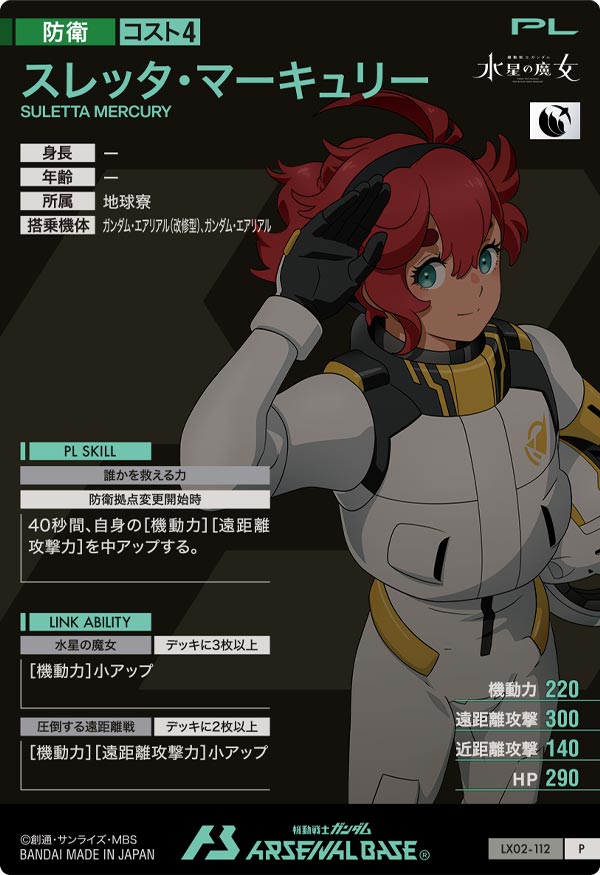 防衛 コスト4
PL
スレッタ・マーキュリー
SULETTA MERCURY
水星の魔女
身長 ー
年齢 ー
所属 地球寮
搭乗機体 ガンダム・エアリアル(改修型)、ガンダム・エアリアル
PL SKILL
誰かを救える力
防衛拠点変更開始時
40秒間、自身の[機動力][遠距離
攻撃力]を中アップする。
LINK ABILITY
水星の魔女 デッキに3枚以上
[機動力]小アップ
圧倒する遠距離戦 デッキに2枚以上
[機動力][遠距離攻撃力]小アップ
機動力 220
遠距離攻撃 300
近距離攻撃 140
HP 290
©創通・サンライズ・MBS
BANDAI MADE IN JAPAN
機動戦士ガンダム
ARSENAL BASE®
LX02-112 P